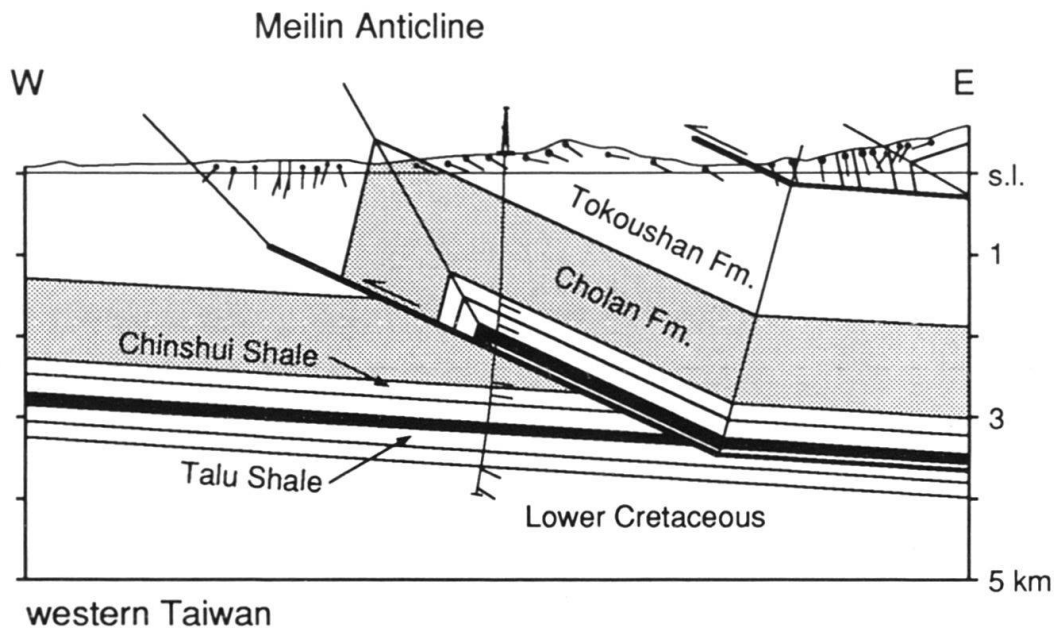 Meilin Anticline
W
E
s.l.
Tokoushan Fm.
1
Cholan Fm.
Chinshui Shale
3
Talu Shale
Lower Cretaceous
5 km
western Taiwan